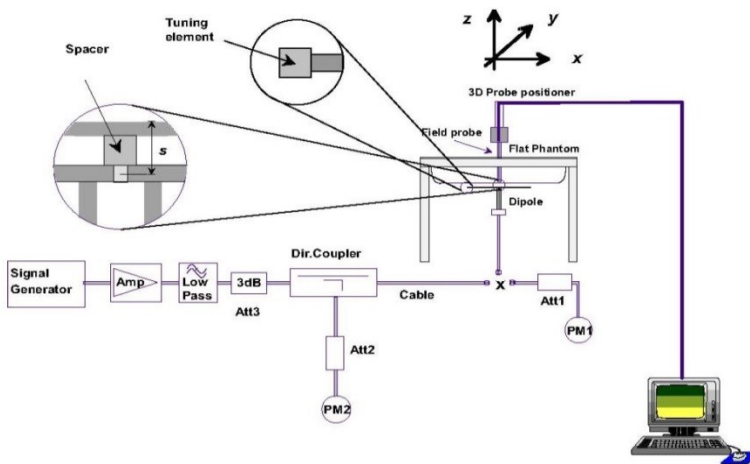 Tuning
element
Spacer
s
z
y
x
3D Probe positioner
Field probe
Flat Phantom
Dipole
Signal
Generator
Amp
Low
Pass
3dB
Att3
Dir.Coupler
Cable
x
Att1
PM1
Att2
PM2